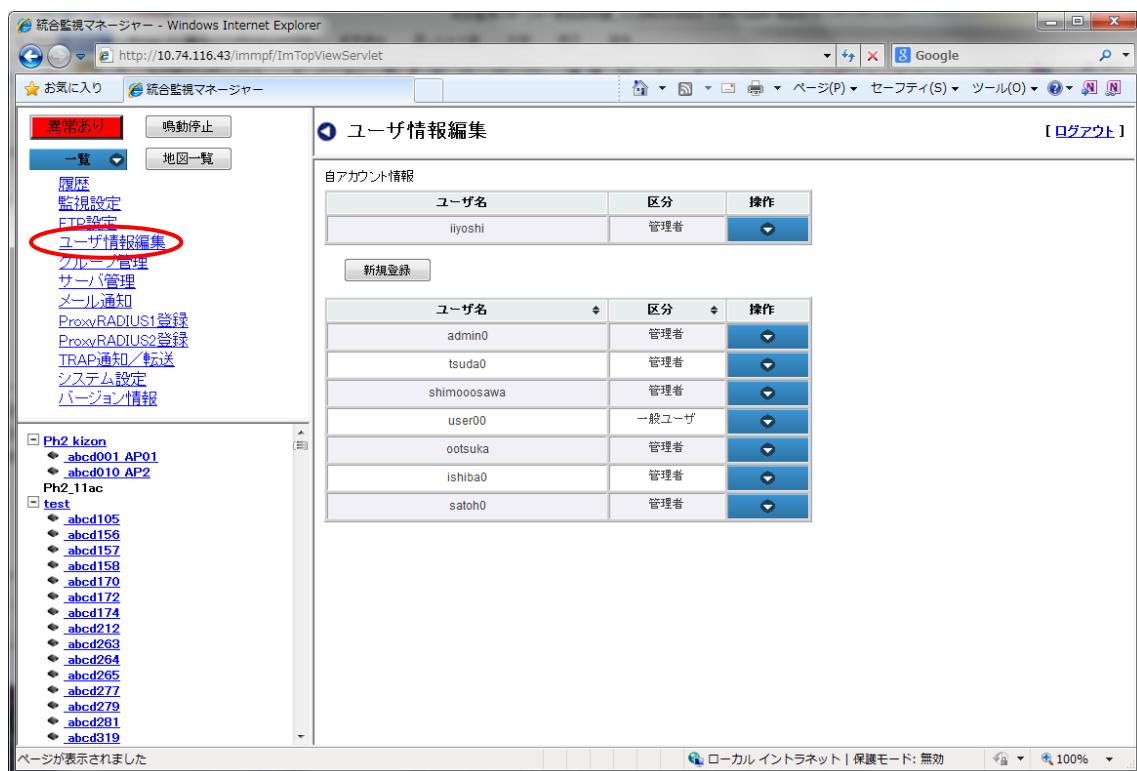 統合監視マネージャー - Windows Internet Explorer
http://10.74.116.43/immpf/ImTopViewServlet
Google
お気に入り
統合監視マネージャー
ページ(P)
セーフティ(S)
ツール(O)
異常あり
鳴動停止
一覧
地図一覧
履歴
監視設定
FTP設定
ユーザ情報編集
グループ管理
サーバ管理
メール通知
ProxyRADIUS1登録
ProxyRADIUS2登録
TRAP通知／転送
システム設定
バージョン情報
Ph2 kizon
abcd001 AP01
abcd010 AP2
Ph2_11ac
test
abcd105
abcd156
abcd157
abcd158
abcd170
abcd172
abcd174
abcd212
abcd263
abcd264
abcd265
abcd277
abcd279
abcd281
abcd319
ユーザ情報編集
[ ログアウト ]
自アカウント情報
ユーザ名 区分 操作
iiyoshi 管理者
新規登録
ユーザ名 区分 操作
admin0 管理者
tsuda0 管理者
shimooosawa 管理者
user00 一般ユーザ
ootsuka 管理者
ishiba0 管理者
satoh0 管理者
ページが表示されました
ローカル イントラネット | 保護モード: 無効
100%